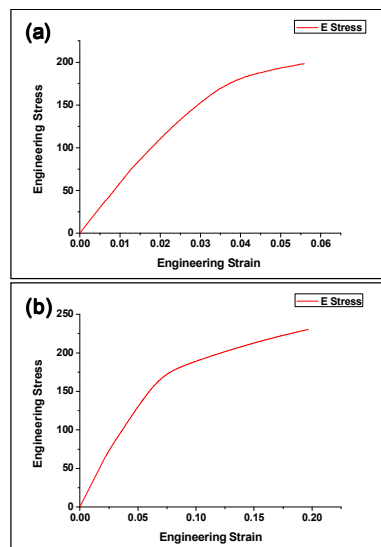 (a)
E Stress
200
150
100
50
0
Engineering Stress
0.00 0.01 0.02 0.03 0.04 0.05 0.06
Engineering Strain
(b)
E Stress
250
200
150
100
50
0
Engineering Stress
0.00 0.05 0.10 0.15 0.20
Engineering Strain